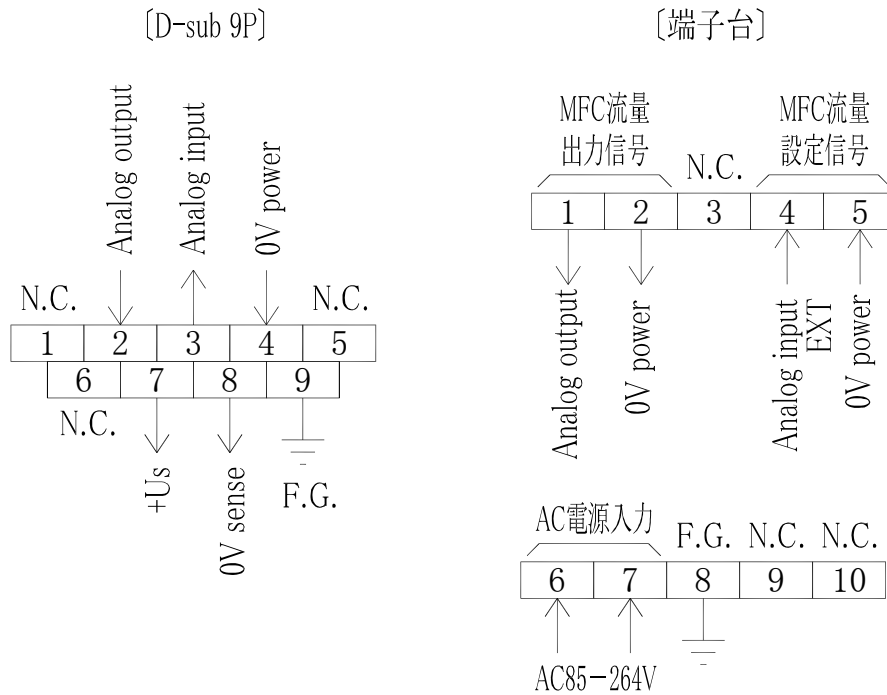 〔D-sub 9P〕
Analog output
Analog input
0V power
N.C.
N.C.
1 2 3 4 5
6 7 8 9
N.C.
+Us
0V sense
F.G.
〔端子台〕
MFC流量
出力信号
N.C.
MFC流量
設定信号
1 2 3 4 5
Analog output
0V power
Analog input
EXT
0V power
AC電源入力
F.G. N.C. N.C.
6 7 8 9 10
AC85-264V